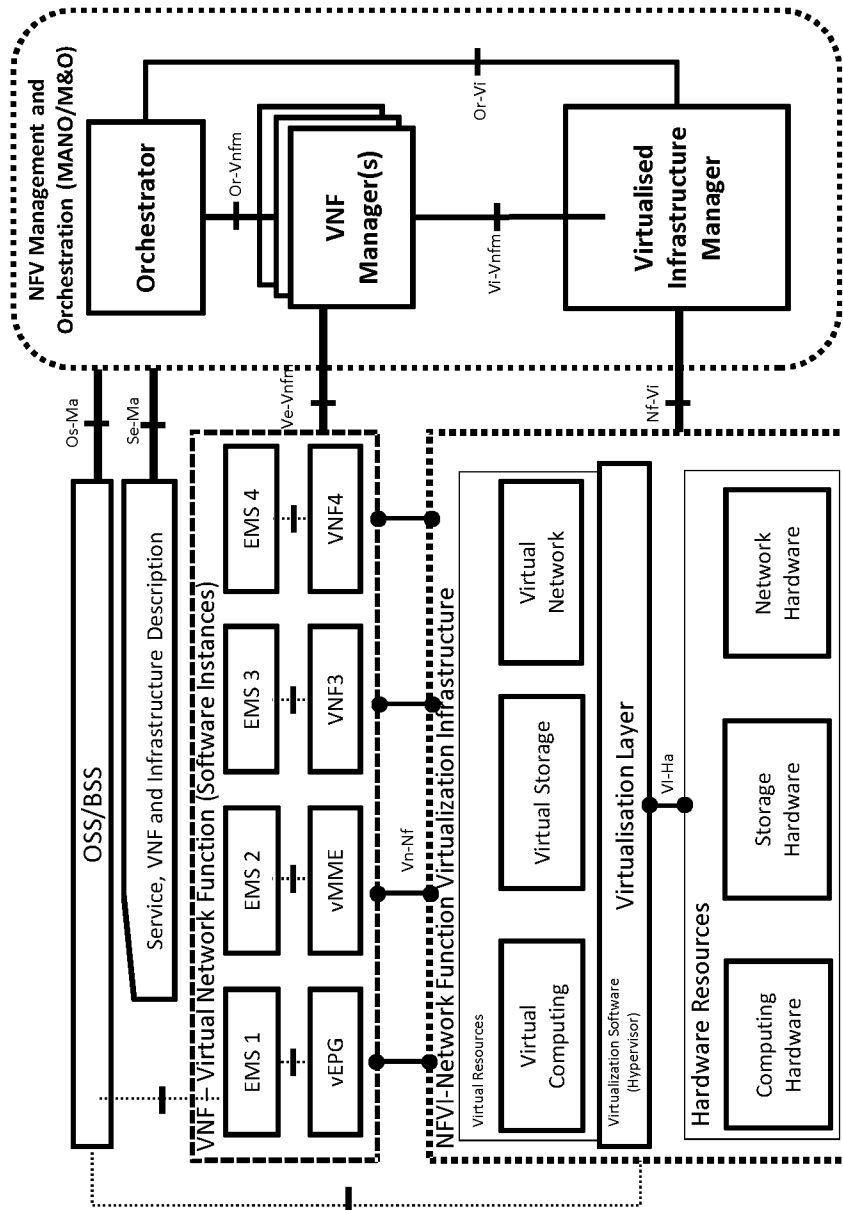 OSS/BSS
Os-Ma
Service, VNF and Infrastructure Description
Se-Ma
VNF – Virtual Network Function (Software Instances)
EMS 1
EMS 2
EMS 3
EMS 4
vEPG
vMME
VNF3
VNF4
Ve-Vnfm
Vn-Nf
NFVI-Network Function Virtualization Infrastructure
Virtual Resources
Virtual
Computing
Virtual Storage
Virtual
Network
Nf-Vi
Virtualization Software
(Hypervisor)
Virtualisation Layer
VI-Ha
Hardware Resources
Computing
Hardware
Storage
Hardware
Network
Hardware
NFV Management and
Orchestration (MANO/M&O)
Orchestrator
Or-Vnfm
VNF
Manager(s)
Or-Vi
Vi-Vnfm
Virtualised
Infrastructure
Manager